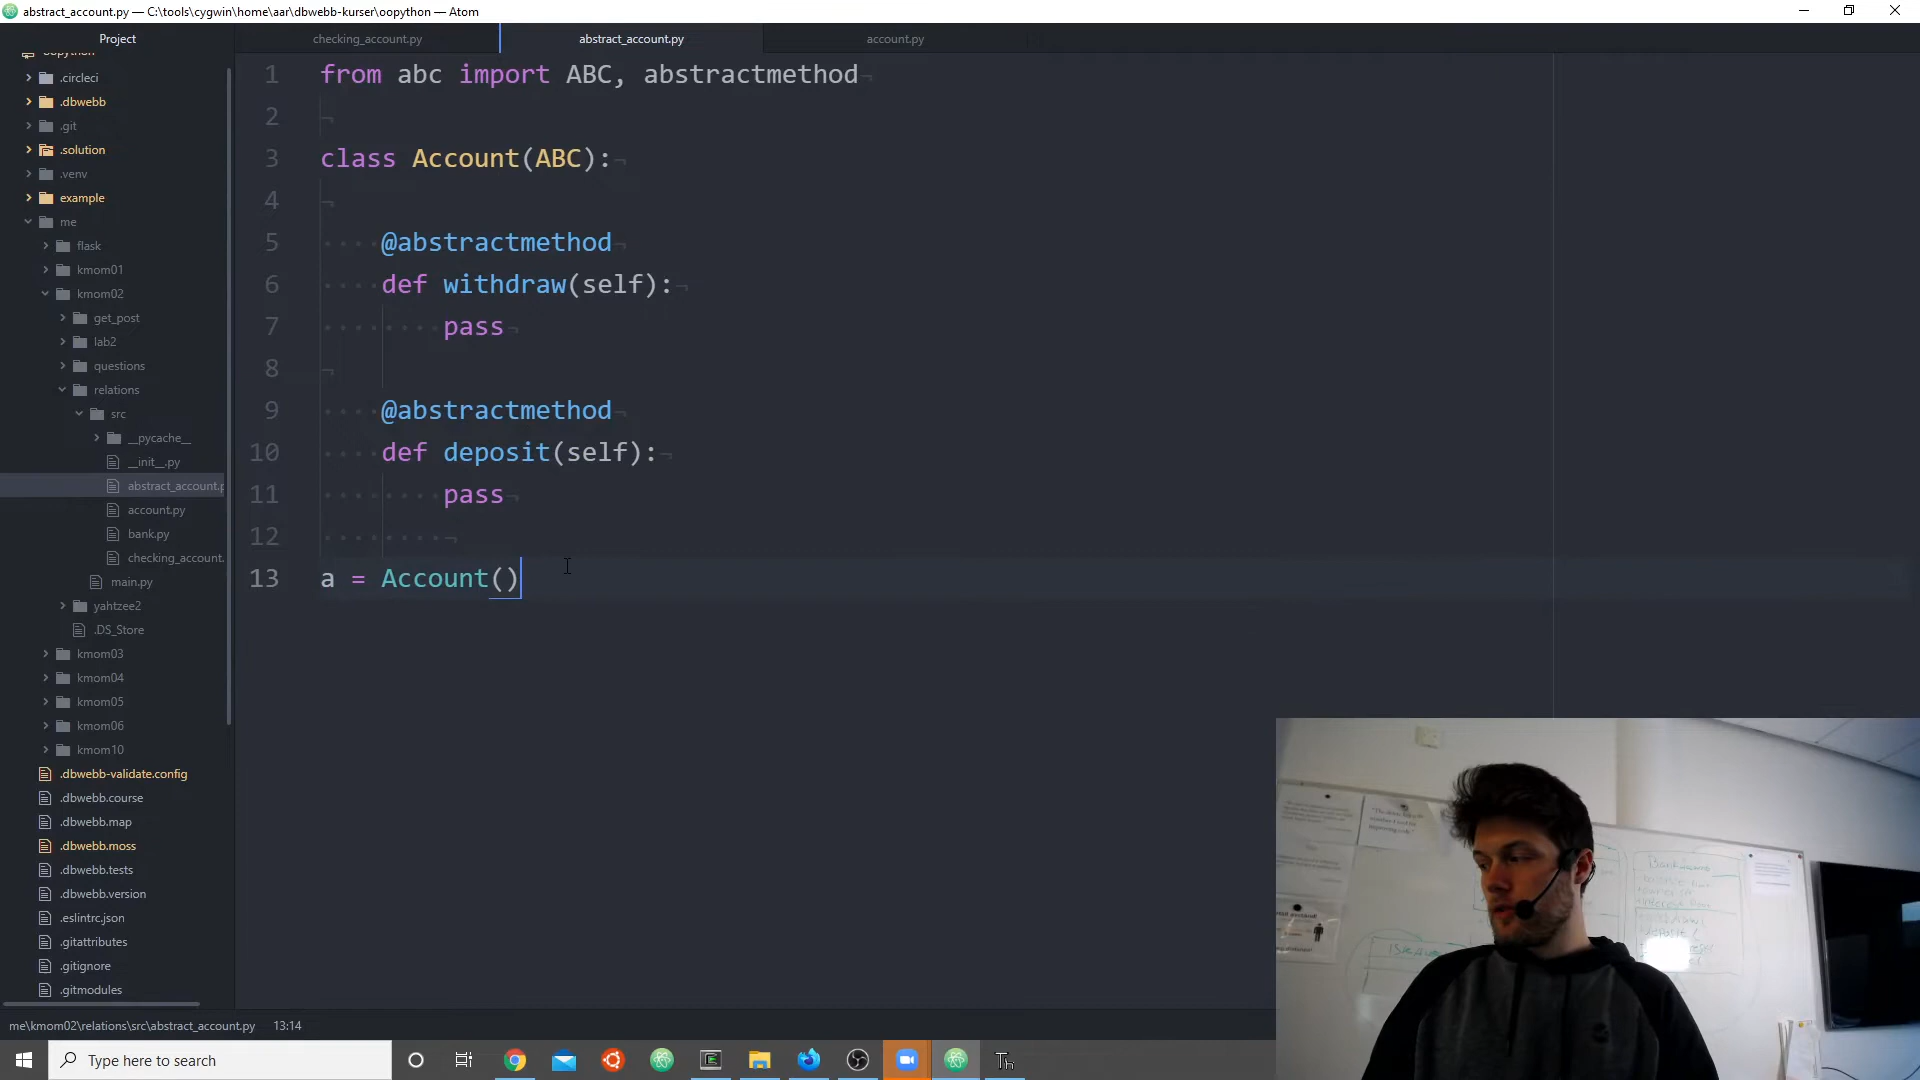 abstract_account.py — C:\tools\cygwin\home\aar\dbwebb-kurser\oopython — Atom
Project
checking_account.py
abstract_account.py
account.py
.circleci
.dbwebb
.git
.solution
.venv
example
me
flask
kmom01
kmom02
get_post
lab2
questions
relations
src
__pycache__
__init__.py
abstract_account.p
account.py
bank.py
checking_account.
main.py
yahtzee2
.DS_Store
kmom03
kmom04
kmom05
kmom06
kmom10
.dbwebb-validate.config
.dbwebb.course
.dbwebb.map
.dbwebb.moss
.dbwebb.tests
.dbwebb.version
.eslintrc.json
.gitattributes
.gitignore
.gitmodules
1 from abc import ABC, abstractmethod
2
3 class Account(ABC):
4
5 @abstractmethod
6 def withdraw(self):
7 pass
8
9 @abstractmethod
10 def deposit(self):
11 pass
12
13 a = Account()
me\kmom02\relations\src\abstract_account.py 13:14
Type here to search
Th